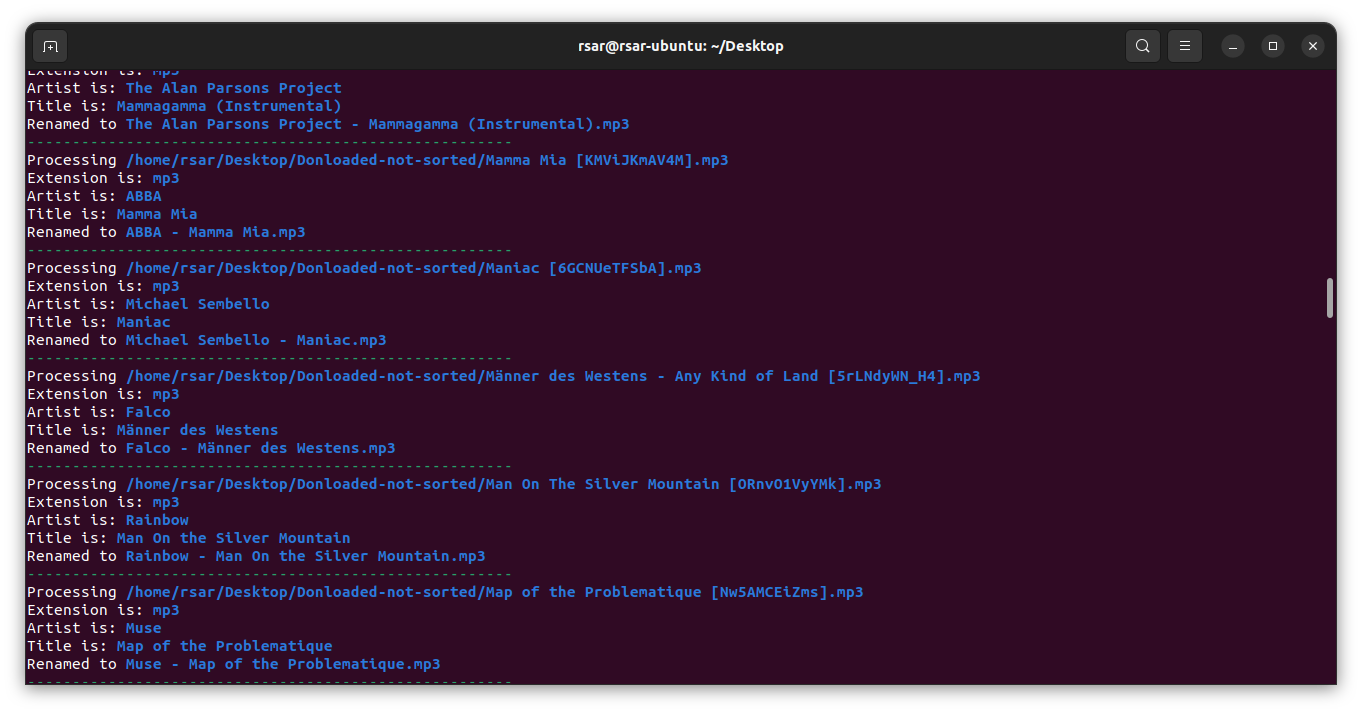 rsar@rsar-ubuntu: ~/Desktop
Extension is: mp3
Artist is: The Alan Parsons Project
Title is: Mammagamma (Instrumental)
Renamed to The Alan Parsons Project - Mammagamma (Instrumental).mp3
------------------------------------------------------
Processing /home/rsar/Desktop/Donloaded-not-sorted/Mamma Mia [KMViJKmAV4M].mp3
Extension is: mp3
Artist is: ABBA
Title is: Mamma Mia
Renamed to ABBA - Mamma Mia.mp3
------------------------------------------------------
Processing /home/rsar/Desktop/Donloaded-not-sorted/Maniac [6GCNUeTFSbA].mp3
Extension is: mp3
Artist is: Michael Sembello
Title is: Maniac
Renamed to Michael Sembello - Maniac.mp3
------------------------------------------------------
Processing /home/rsar/Desktop/Donloaded-not-sorted/Männer des Westens - Any Kind of Land [5rLNdyWN_H4].mp3
Extension is: mp3
Artist is: Falco
Title is: Männer des Westens
Renamed to Falco - Männer des Westens.mp3
------------------------------------------------------
Processing /home/rsar/Desktop/Donloaded-not-sorted/Man On The Silver Mountain [ORnvO1VyYMk].mp3
Extension is: mp3
Artist is: Rainbow
Title is: Man On the Silver Mountain
Renamed to Rainbow - Man On the Silver Mountain.mp3
------------------------------------------------------
Processing /home/rsar/Desktop/Donloaded-not-sorted/Map of the Problematique [Nw5AMCEiZms].mp3
Extension is: mp3
Artist is: Muse
Title is: Map of the Problematique
Renamed to Muse - Map of the Problematique.mp3
------------------------------------------------------